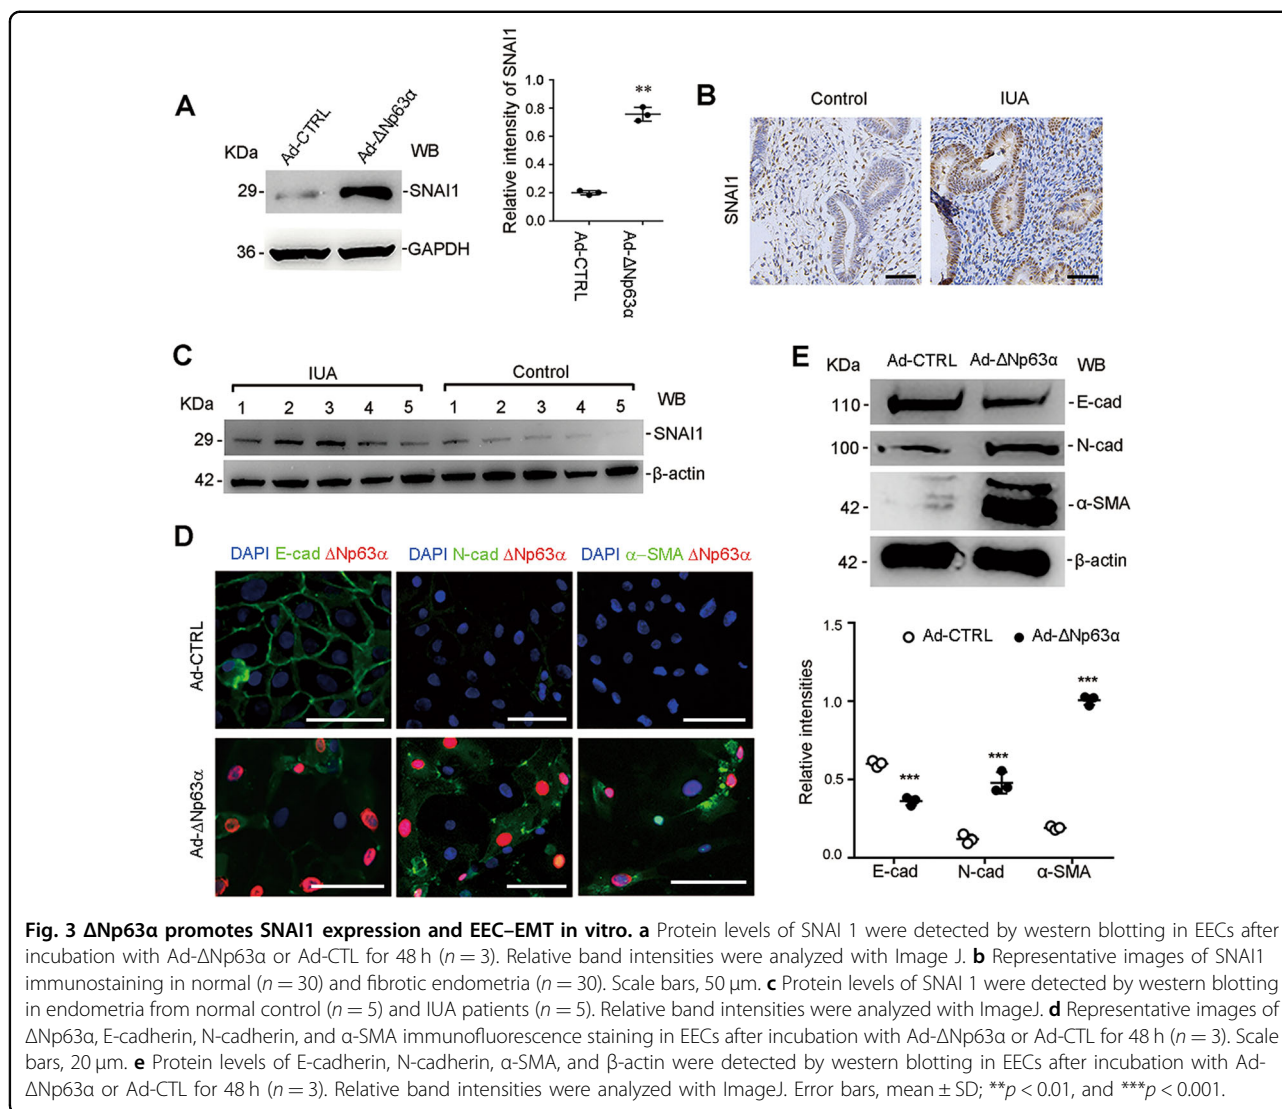 A
Ad-CTRL
Ad-ΔNp63α
KDa
WB
29
SNAI1
36
GAPDH
Relative intensity of SNAI1
1.0
0.8
0.6
0.4
0.2
0.0
**
Ad-CTRL
Ad-ΔNp63α
B
Control
IUA
SNAI1
C
IUA
Control
KDa
1 2 3 4 5 1 2 3 4 5
WB
29
SNAI1
42
β-actin
D
DAPI E-cad ΔNp63α
DAPI N-cad ΔNp63α
DAPI α–SMA ΔNp63α
Ad-CTRL
Ad-ΔNp63α
E
KDa
Ad-CTRL
Ad-ΔNp63α
WB
110
E-cad
100
N-cad
42
α-SMA
42
β-actin
Relative intensities
1.5
1.0
0.5
0.0
Ad-CTRL
Ad-ΔNp63α
***
***
***
E-cad
N-cad
α-SMA
Fig. 3 ΔNp63α promotes SNAI1 expression and EEC–EMT in vitro. a Protein levels of SNAI 1 were detected by western blotting in EECs after
incubation with Ad-ΔNp63α or Ad-CTL for 48 h (n = 3). Relative band intensities were analyzed with Image J. b Representative images of SNAI1
immunostaining in normal (n = 30) and fibrotic endometria (n = 30). Scale bars, 50 μm. c Protein levels of SNAI 1 were detected by western blotting
in endometria from normal control (n = 5) and IUA patients (n = 5). Relative band intensities were analyzed with ImageJ. d Representative images of
ΔNp63α, E-cadherin, N-cadherin, and α-SMA immunofluorescence staining in EECs after incubation with Ad-ΔNp63α or Ad-CTL for 48 h (n = 3). Scale
bars, 20 μm. e Protein levels of E-cadherin, N-cadherin, α-SMA, and β-actin were detected by western blotting in EECs after incubation with Ad-
ΔNp63α or Ad-CTL for 48 h (n = 3). Relative band intensities were analyzed with ImageJ. Error bars, mean ± SD; **p < 0.01, and ***p < 0.001.